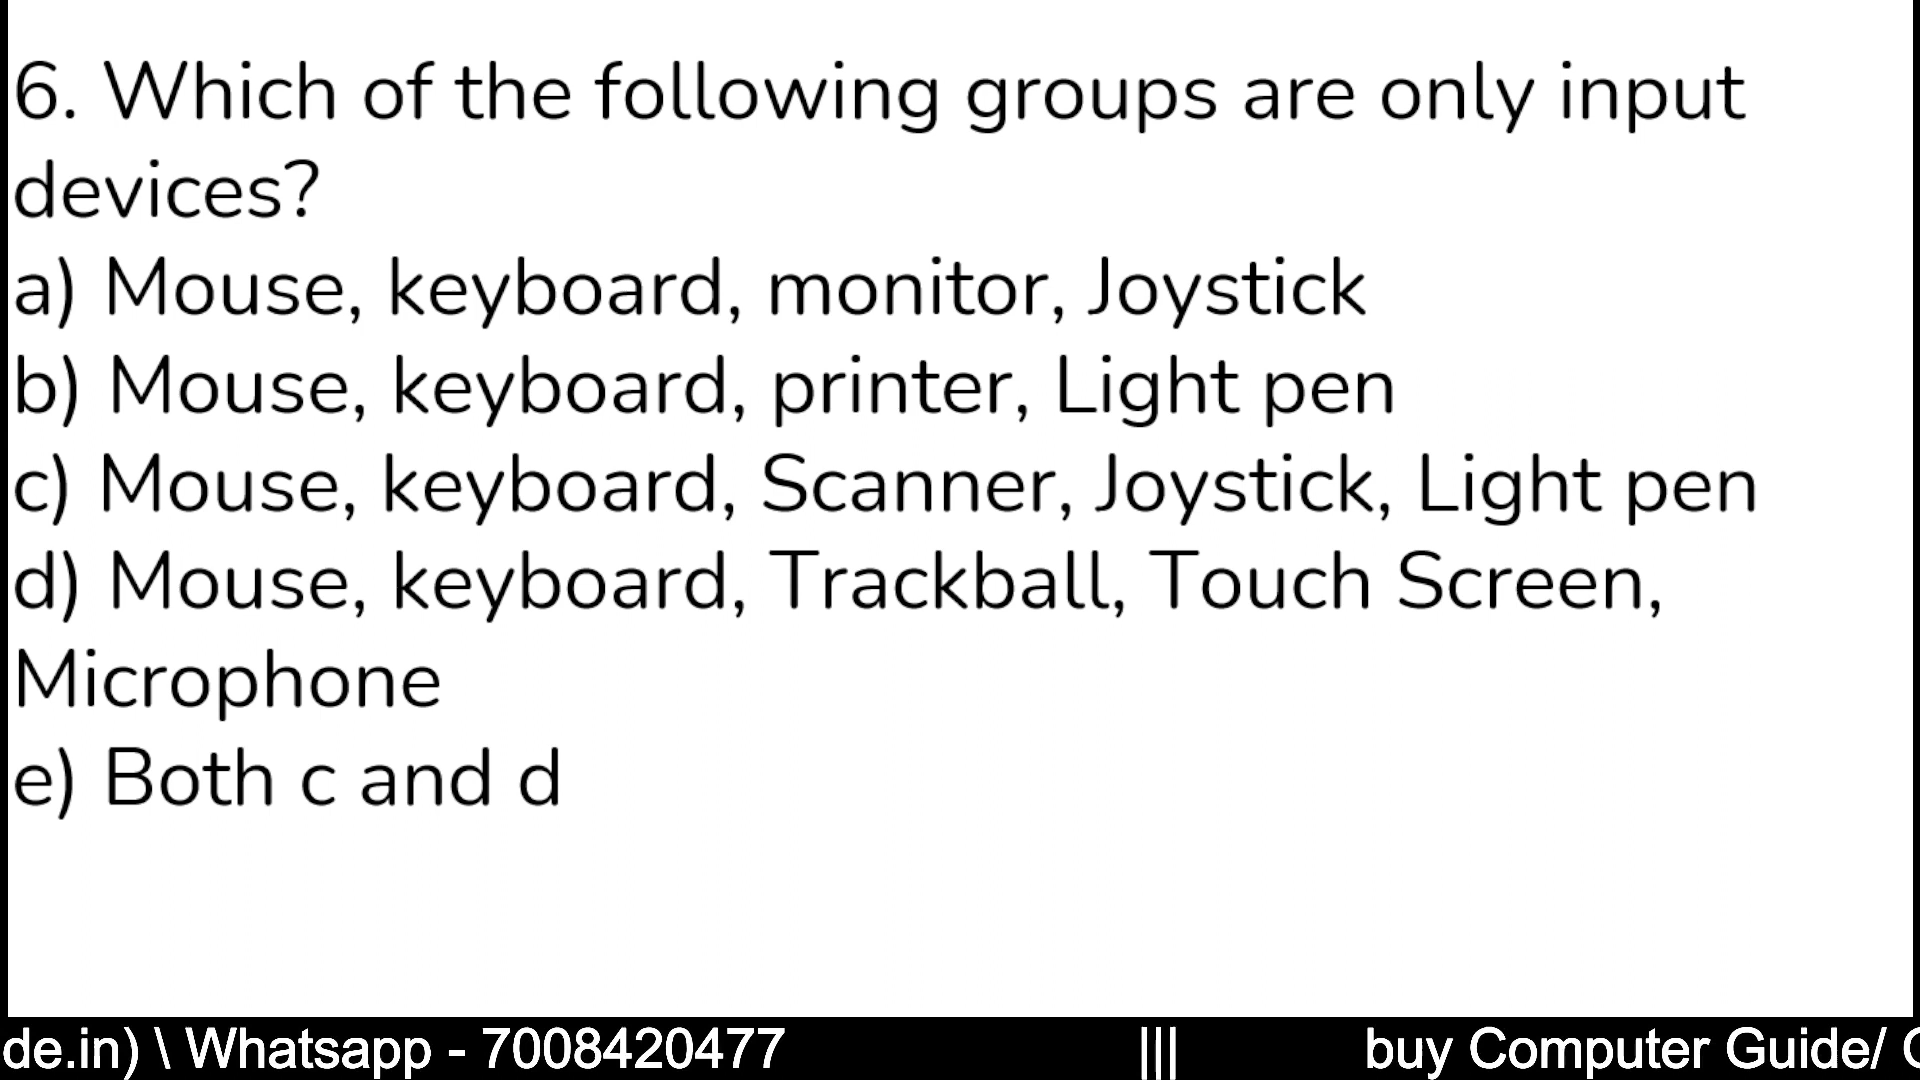 6. Which of the following groups are only input
devices?
a) Mouse, keyboard, monitor, Joystick
b) Mouse, keyboard, printer, Light pen
c) Mouse, keyboard, Scanner, Joystick, Light pen
d) Mouse, keyboard, Trackball, Touch Screen,
Microphone
e) Both c and d
de.in) \ Whatsapp - 7008420477 ||| buy Computer Guide/